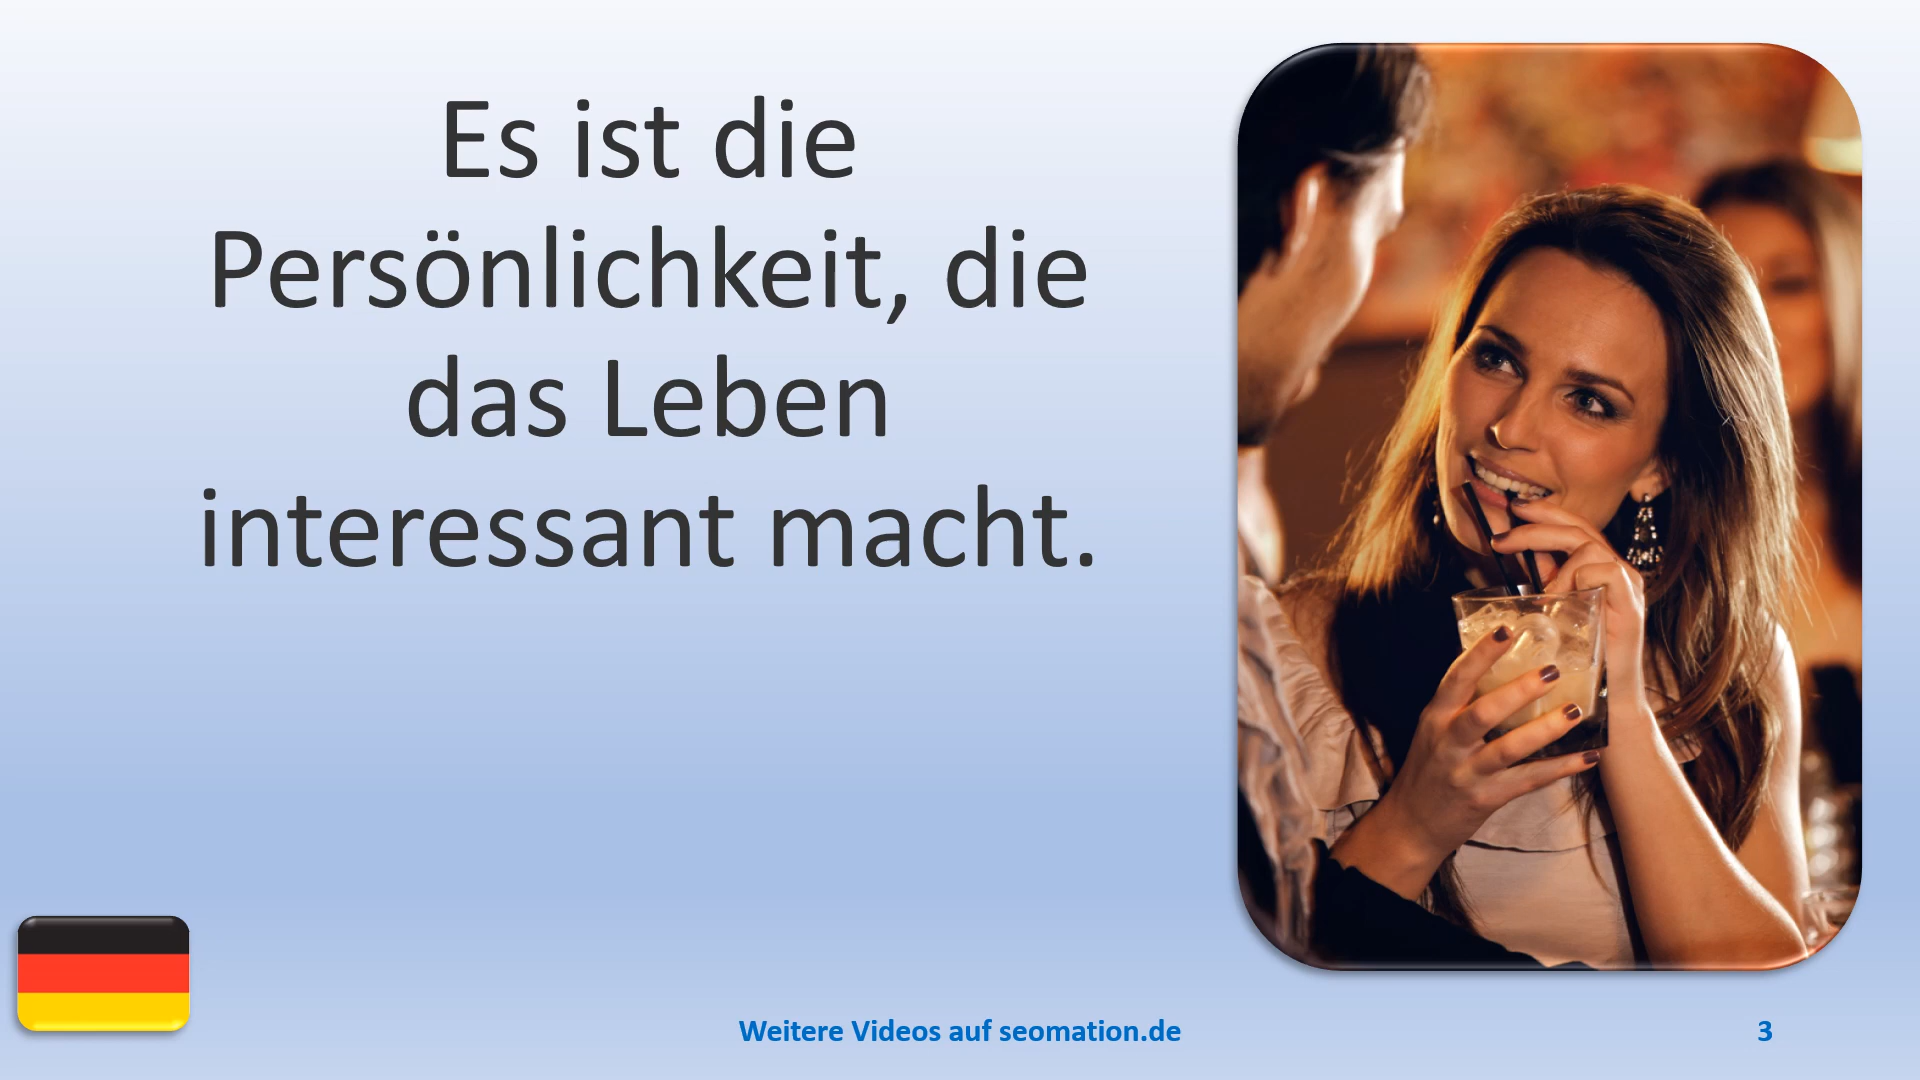 Es ist die
Persönlichkeit, die
das Leben
interessant macht.
Weitere Videos auf seomation.de
3